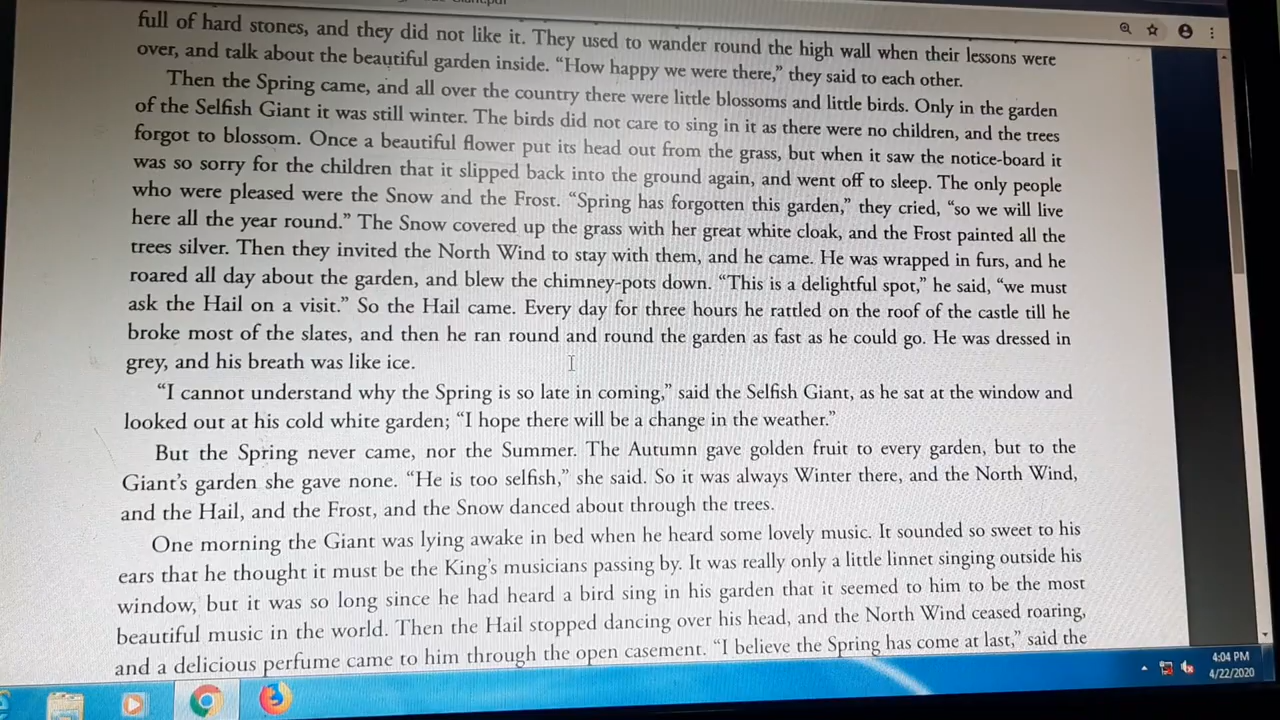 Giant.pdf
full of hard stones, and they did not like it. They used to wander round the high wall when their lessons were
over, and talk about the beautiful garden inside. “How happy we were there,” they said to each other.
Then the Spring came, and all over the country there were little blossoms and little birds. Only in the garden
of the Selfish Giant it was still winter. The birds did not care to sing in it as there were no children, and the trees
forgot to blossom. Once a beautiful flower put its head out from the grass, but when it saw the notice-board it
was so sorry for the children that it slipped back into the ground again, and went off to sleep. The only people
who were pleased were the Snow and the Frost. “Spring has forgotten this garden,” they cried, “so we will live
here all the year round.” The Snow covered up the grass with her great white cloak, and the Frost painted all the
trees silver. Then they invited the North Wind to stay with them, and he came. He was wrapped in furs, and he
roared all day about the garden, and blew the chimney-pots down. “This is a delightful spot,” he said, “we must
ask the Hail on a visit.” So the Hail came. Every day for three hours he rattled on the roof of the castle till he
broke most of the slates, and then he ran round and round the garden as fast as he could go. He was dressed in
grey, and his breath was like ice.
“I cannot understand why the Spring is so late in coming,” said the Selfish Giant, as he sat at the window and
looked out at his cold white garden; “I hope there will be a change in the weather.”
But the Spring never came, nor the Summer. The Autumn gave golden fruit to every garden, but to the
Giant’s garden she gave none. “He is too selfish,” she said. So it was always Winter there, and the North Wind,
and the Hail, and the Frost, and the Snow danced about through the trees.
One morning the Giant was lying awake in bed when he heard some lovely music. It sounded so sweet to his
ears that he thought it must be the King’s musicians passing by. It was really only a little linnet singing outside his
window, but it was so long since he had heard a bird sing in his garden that it seemed to him to be the most
beautiful music in the world. Then the Hail stopped dancing over his head, and the North Wind ceased roaring,
and a delicious perfume came to him through the open casement. “I believe the Spring has come at last,” said the
4:04 PM
4/22/2020